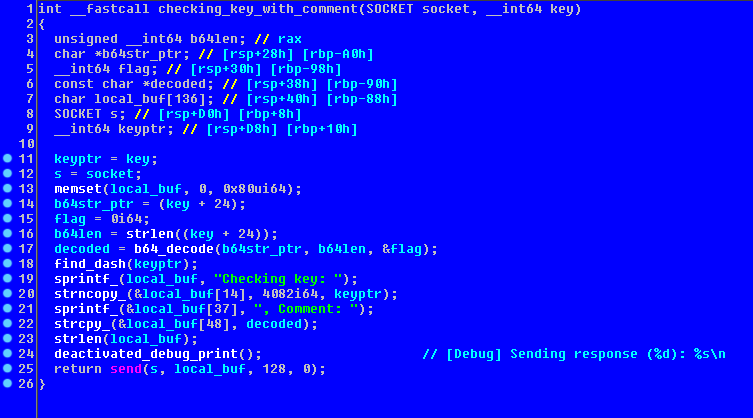 1 int __fastcall checking_key_with_comment(SOCKET socket, __int64 key)
2 {
3 unsigned __int64 b64len; // rax
4 char *b64str_ptr; // [rsp+28h] [rbp-A0h]
5 __int64 flag; // [rsp+30h] [rbp-98h]
6 const char *decoded; // [rsp+38h] [rbp-90h]
7 char local_buf[136]; // [rsp+40h] [rbp-88h]
8 SOCKET s; // [rsp+D0h] [rbp+8h]
9 __int64 keyptr; // [rsp+D8h] [rbp+10h]
10
11 keyptr = key;
12 s = socket;
13 memset(local_buf, 0, 0x80ui64);
14 b64str_ptr = (key + 24);
15 flag = 0i64;
16 b64len = strlen((key + 24));
17 decoded = b64_decode(b64str_ptr, b64len, &flag);
18 find_dash(keyptr);
19 sprintf_(local_buf, "Checking key: ");
20 strncopy_(&local_buf[14], 4082i64, keyptr);
21 sprintf_(&local_buf[37], ", Comment: ");
22 strcpy_(&local_buf[48], decoded);
23 strlen(local_buf);
24 deactivated_debug_print(); // [Debug] Sending response (%d): %s\n
25 return send(s, local_buf, 128, 0);
26 }